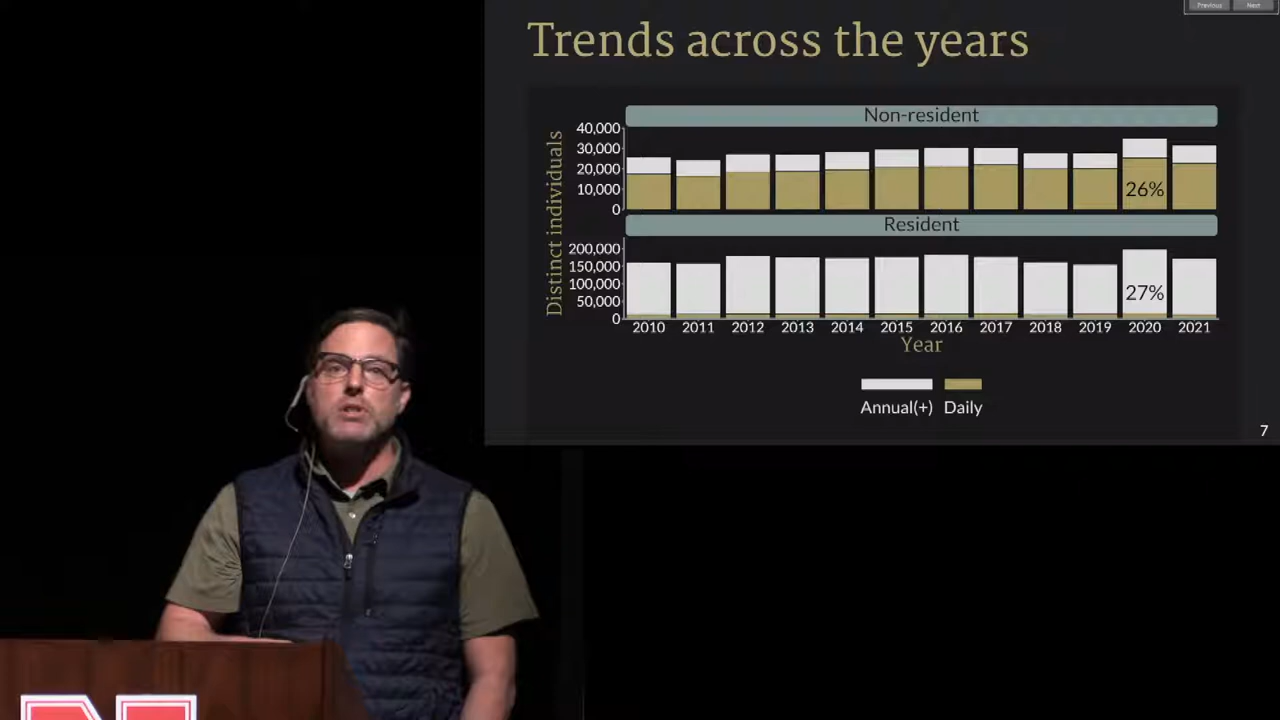 Previous Next
Trends across the years
Non-resident
Distinct individuals
40,000
30,000
20,000
10,000
0
26%
Resident
200,000
150,000
100,000
50,000
0
27%
2010 2011 2012 2013 2014 2015 2016 2017 2018 2019 2020 2021
Year
Annual(+) Daily
7
N